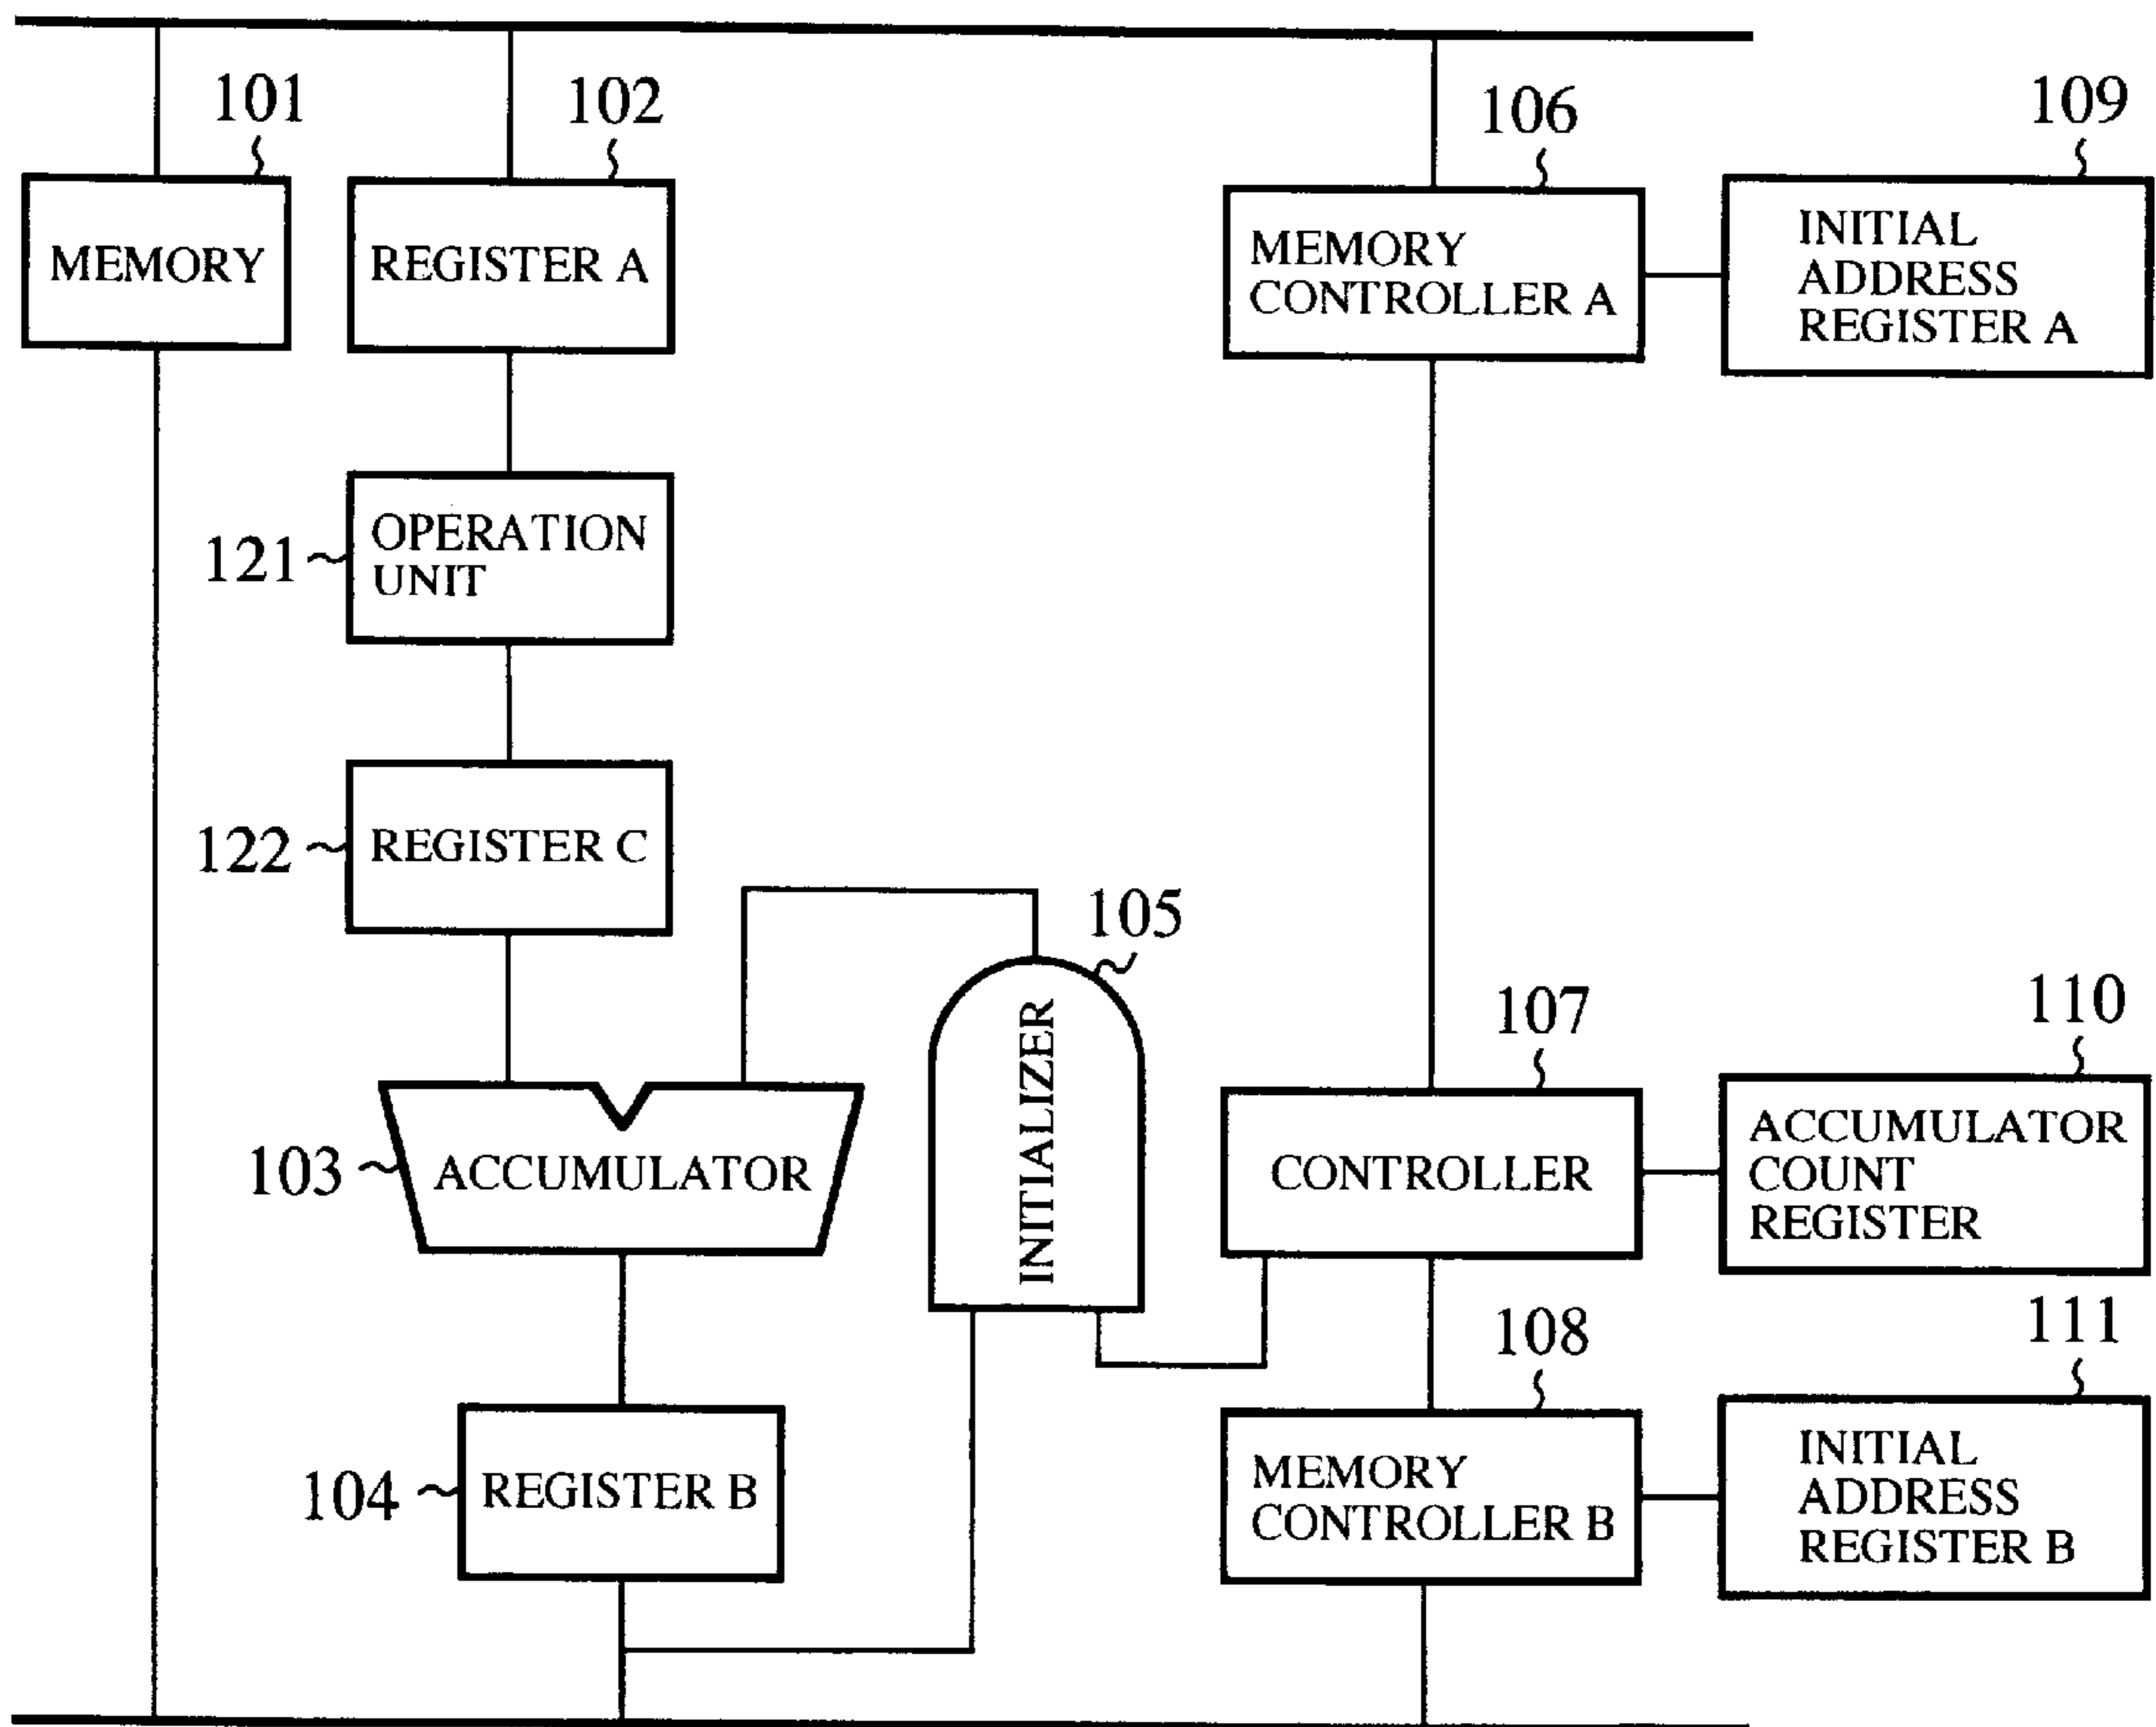 101
102
106
109
MEMORY
REGISTER A
MEMORY
CONTROLLER A
INITIAL
ADDRESS
REGISTER A
121
OPERATION
UNIT
122
REGISTER C
105
INITIALIZER
107
110
103
ACCUMULATOR
CONTROLLER
ACCUMULATOR
COUNT
REGISTER
108
111
104
REGISTER B
MEMORY
CONTROLLER B
INITIAL
ADDRESS
REGISTER B